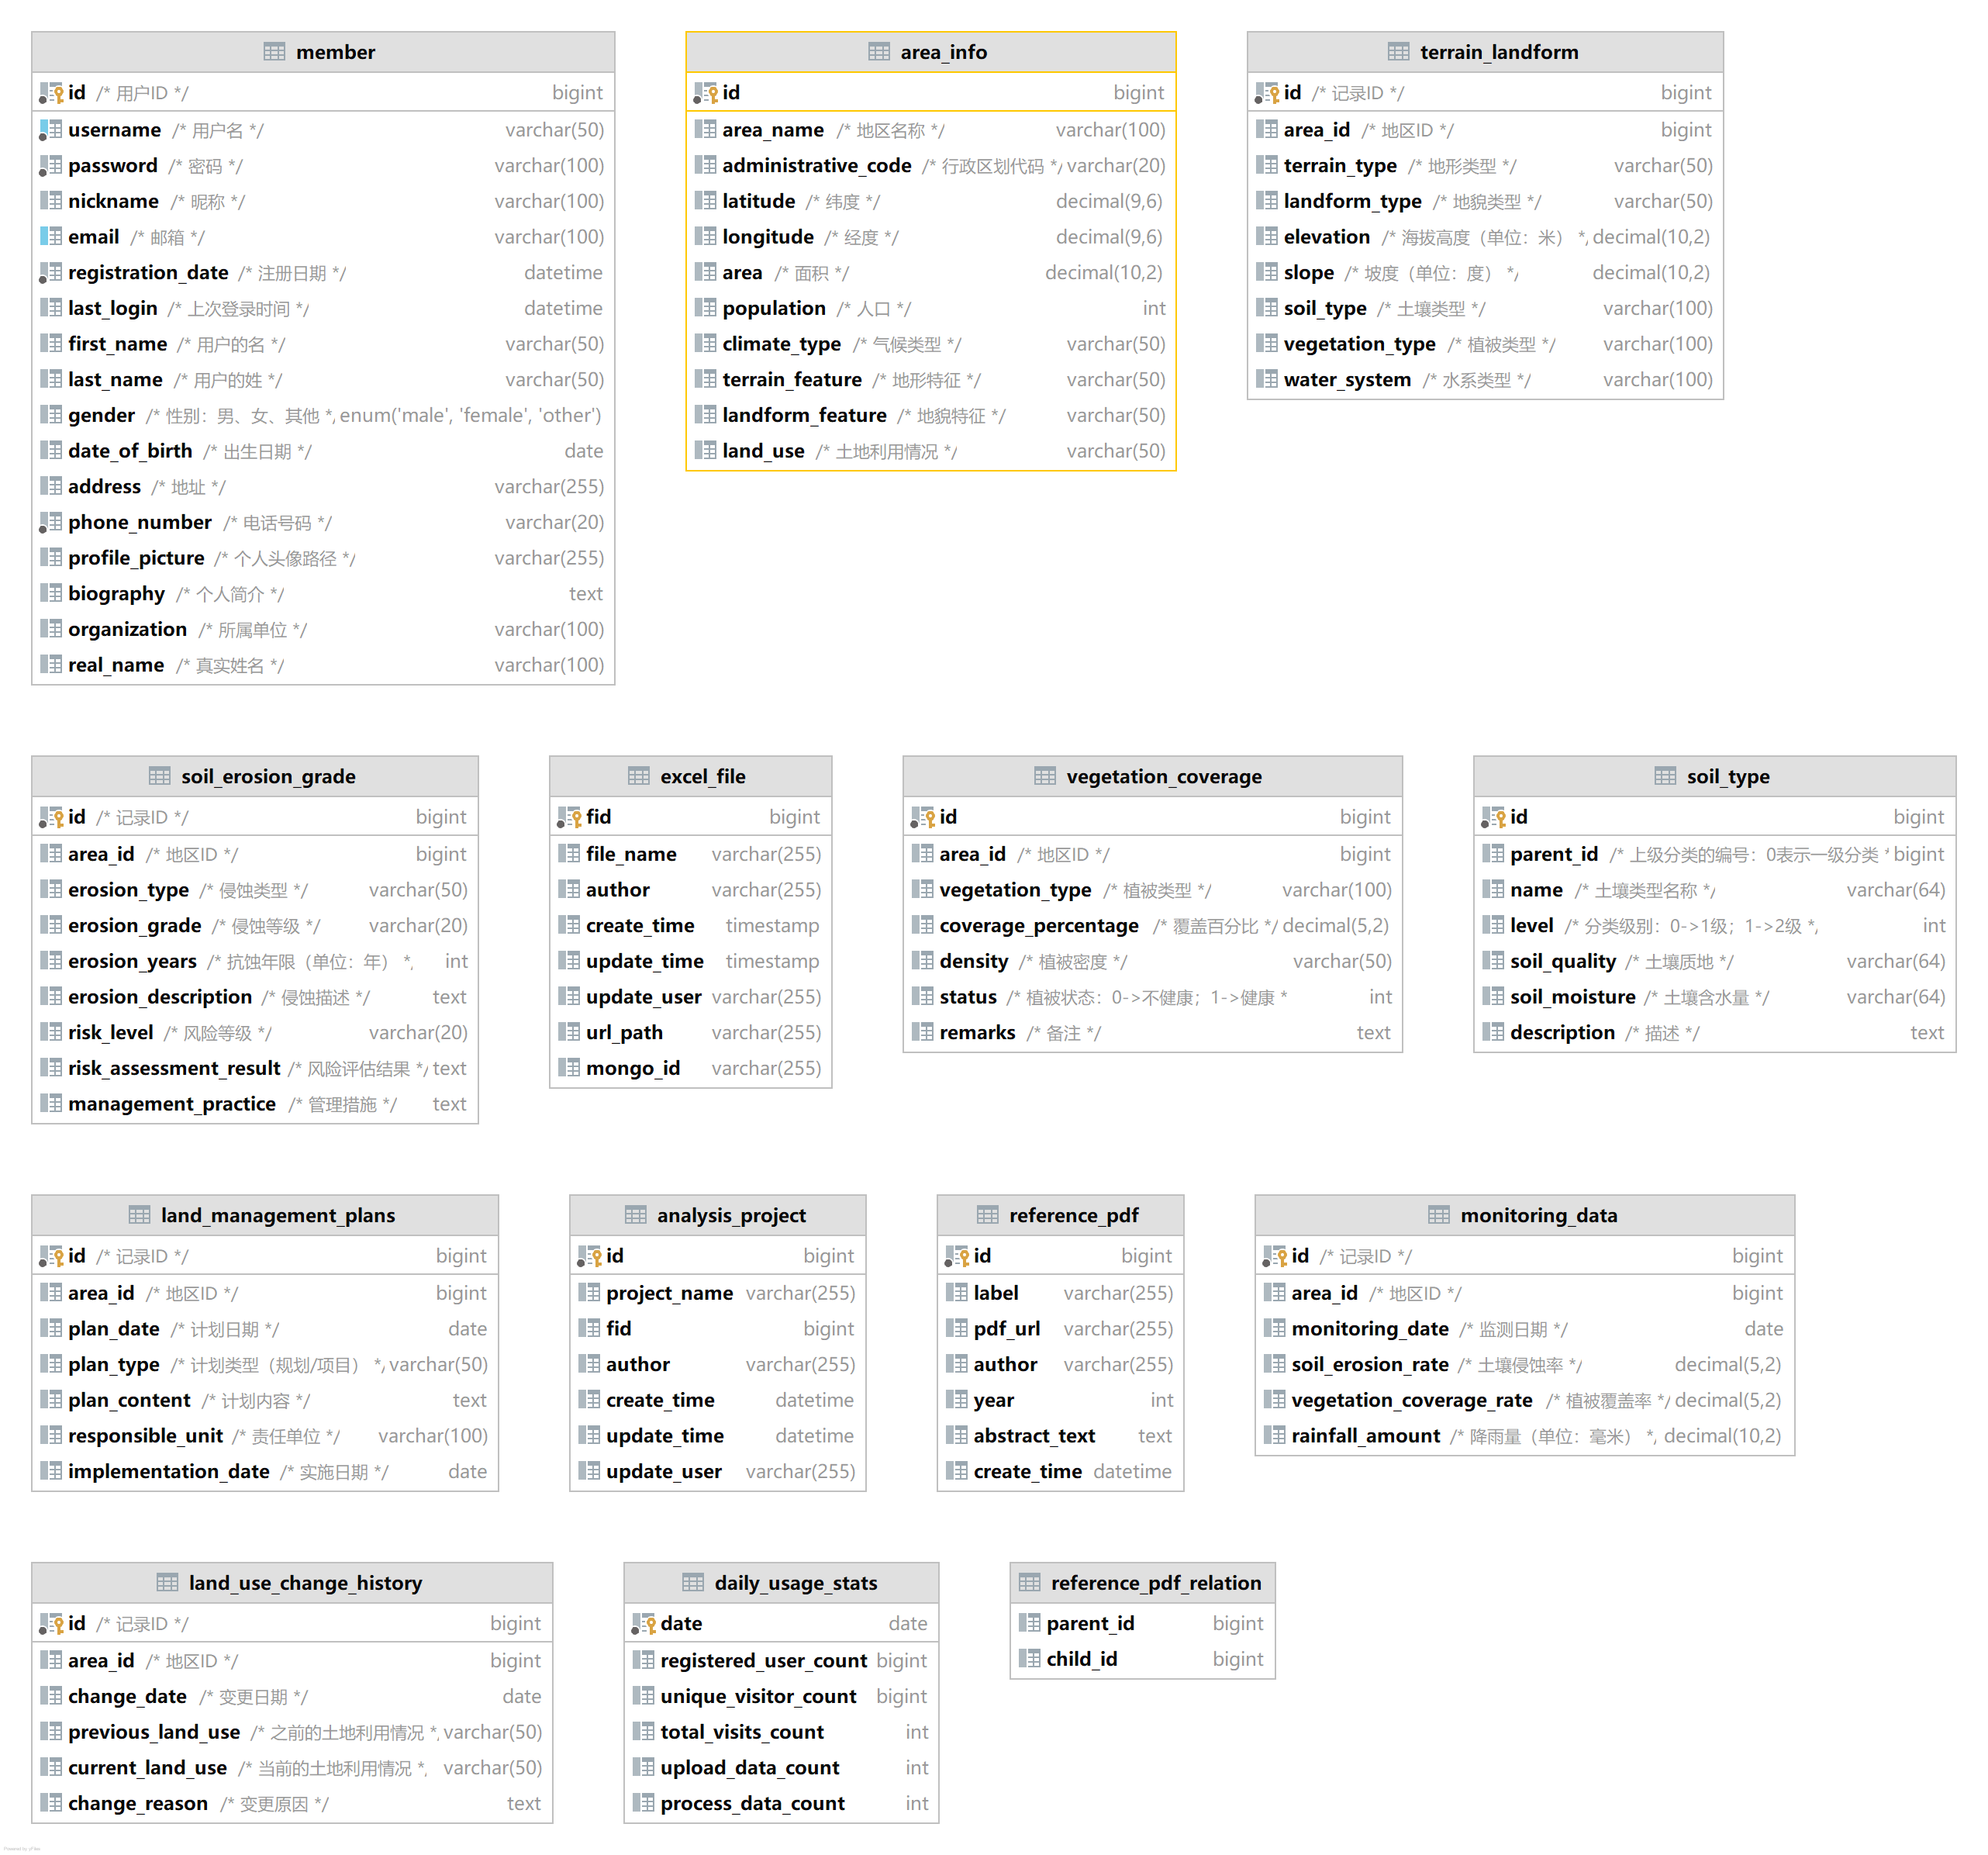 member
id /* 用户ID */ bigint
username /* 用户名 */ varchar(50)
password /* 密码 */ varchar(100)
nickname /* 昵称 */ varchar(100)
email /* 邮箱 */ varchar(100)
registration_date /* 注册日期 */ datetime
last_login /* 上次登录时间 */ datetime
first_name /* 用户的名 */ varchar(50)
last_name /* 用户的姓 */ varchar(50)
gender /* 性别：男、女、其他 *, enum('male', 'female', 'other')
date_of_birth /* 出生日期 */ date
address /* 地址 */ varchar(255)
phone_number /* 电话号码 */ varchar(20)
profile_picture /* 个人头像路径 */ varchar(255)
biography /* 个人简介 */ text
organization /* 所属单位 */ varchar(100)
real_name /* 真实姓名 */ varchar(100)
area_info
id bigint
area_name /* 地区名称 */ varchar(100)
administrative_code /* 行政区划代码 */ varchar(20)
latitude /* 纬度 */ decimal(9,6)
longitude /* 经度 */ decimal(9,6)
area /* 面积 */ decimal(10,2)
population /* 人口 */ int
climate_type /* 气候类型 */ varchar(50)
terrain_feature /* 地形特征 */ varchar(50)
landform_feature /* 地貌特征 */ varchar(50)
land_use /* 土地利用情况 */ varchar(50)
terrain_landform
id /* 记录ID */ bigint
area_id /* 地区ID */ bigint
terrain_type /* 地形类型 */ varchar(50)
landform_type /* 地貌类型 */ varchar(50)
elevation /* 海拔高度（单位：米） *, decimal(10,2)
slope /* 坡度（单位：度） */ decimal(10,2)
soil_type /* 土壤类型 */ varchar(100)
vegetation_type /* 植被类型 */ varchar(100)
water_system /* 水系类型 */ varchar(100)
soil_erosion_grade
id /* 记录ID */ bigint
area_id /* 地区ID */ bigint
erosion_type /* 侵蚀类型 */ varchar(50)
erosion_grade /* 侵蚀等级 */ varchar(20)
erosion_years /* 抗蚀年限（单位：年） *, int
erosion_description /* 侵蚀描述 */ text
risk_level /* 风险等级 */ varchar(20)
risk_assessment_result /* 风险评估结果 */ text
management_practice /* 管理措施 */ text
excel_file
fid bigint
file_name varchar(255)
author varchar(255)
create_time timestamp
update_time timestamp
update_user varchar(255)
url_path varchar(255)
mongo_id varchar(255)
vegetation_coverage
id bigint
area_id /* 地区ID */ bigint
vegetation_type /* 植被类型 */ varchar(100)
coverage_percentage /* 覆盖百分比 */ decimal(5,2)
density /* 植被密度 */ varchar(50)
status /* 植被状态：0->不健康；1->健康 * int
remarks /* 备注 */ text
soil_type
id bigint
parent_id /* 上级分类的编号：0表示一级分类 * bigint
name /* 土壤类型名称 */ varchar(64)
level /* 分类级别：0->1级；1->2级 *, int
soil_quality /* 土壤质地 */ varchar(64)
soil_moisture /* 土壤含水量 */ varchar(64)
description /* 描述 */ text
land_management_plans
id /* 记录ID */ bigint
area_id /* 地区ID */ bigint
plan_date /* 计划日期 */ date
plan_type /* 计划类型（规划/项目） *, varchar(50)
plan_content /* 计划内容 */ text
responsible_unit /* 责任单位 */ varchar(100)
implementation_date /* 实施日期 */ date
analysis_project
id bigint
project_name varchar(255)
fid bigint
author varchar(255)
create_time datetime
update_time datetime
update_user varchar(255)
reference_pdf
id bigint
label varchar(255)
pdf_url varchar(255)
author varchar(255)
year int
abstract_text text
create_time datetime
monitoring_data
id /* 记录ID */ bigint
area_id /* 地区ID */ bigint
monitoring_date /* 监测日期 */ date
soil_erosion_rate /* 土壤侵蚀率 */ decimal(5,2)
vegetation_coverage_rate /* 植被覆盖率 */ decimal(5,2)
rainfall_amount /* 降雨量（单位：毫米） *, decimal(10,2)
land_use_change_history
id /* 记录ID */ bigint
area_id /* 地区ID */ bigint
change_date /* 变更日期 */ date
previous_land_use /* 之前的土地利用情况 *, varchar(50)
current_land_use /* 当前的土地利用情况 *, varchar(50)
change_reason /* 变更原因 */ text
daily_usage_stats
date date
registered_user_count bigint
unique_visitor_count bigint
total_visits_count int
upload_data_count int
process_data_count int
reference_pdf_relation
parent_id bigint
child_id bigint
Powered by yFiles